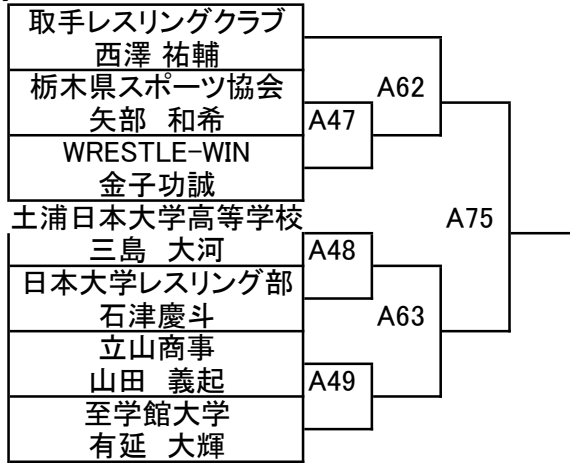 取手レスリングクラブ
西澤 祐輔
栃木県スポーツ協会
矢部　和希
WRESTLE-WIN
金子功誠
土浦日本大学高等学校
三島　大河
日本大学レスリング部
石津慶斗
立山商事
山田　義起
至学館大学
有延　大輝
A47
A48
A49
A62
A63
A75